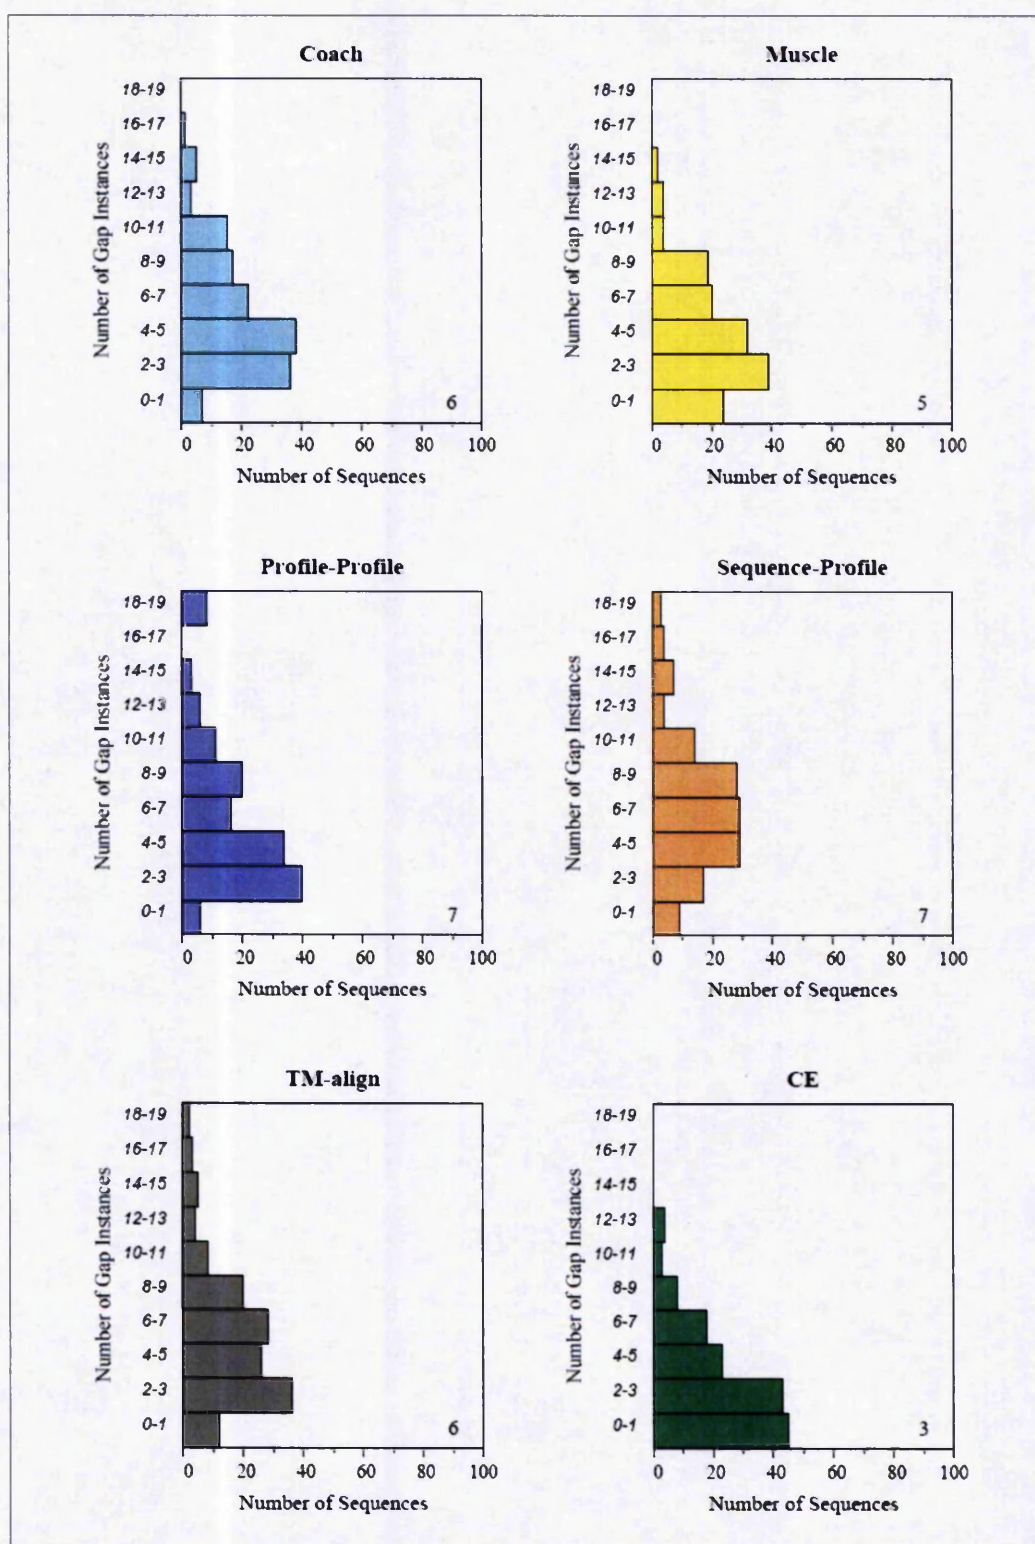 Coach
Number of Gap Instances
18-19
16-17
14-15
12-13
10-11
8-9
6-7
4-5
2-3
0-1
6
0 20 40 60 80 100
Number of Sequences
Muscle
Number of Gap Instances
18-19
16-17
14-15
12-13
10-11
8-9
6-7
4-5
2-3
0-1
5
0 20 40 60 80 100
Number of Sequences
Profile-Profile
Number of Gap Instances
18-19
16-17
14-15
12-13
10-11
8-9
6-7
4-5
2-3
0-1
7
0 20 40 60 80 100
Number of Sequences
Sequence-Profile
Number of Gap Instances
18-19
16-17
14-15
12-13
10-11
8-9
6-7
4-5
2-3
0-1
7
0 20 40 60 80 100
Number of Sequences
TM-align
Number of Gap Instances
18-19
16-17
14-15
12-13
10-11
8-9
6-7
4-5
2-3
0-1
6
0 20 40 60 80 100
Number of Sequences
CE
Number of Gap Instances
18-19
16-17
14-15
12-13
10-11
8-9
6-7
4-5
2-3
0-1
3
0 20 40 60 80 100
Number of Sequences